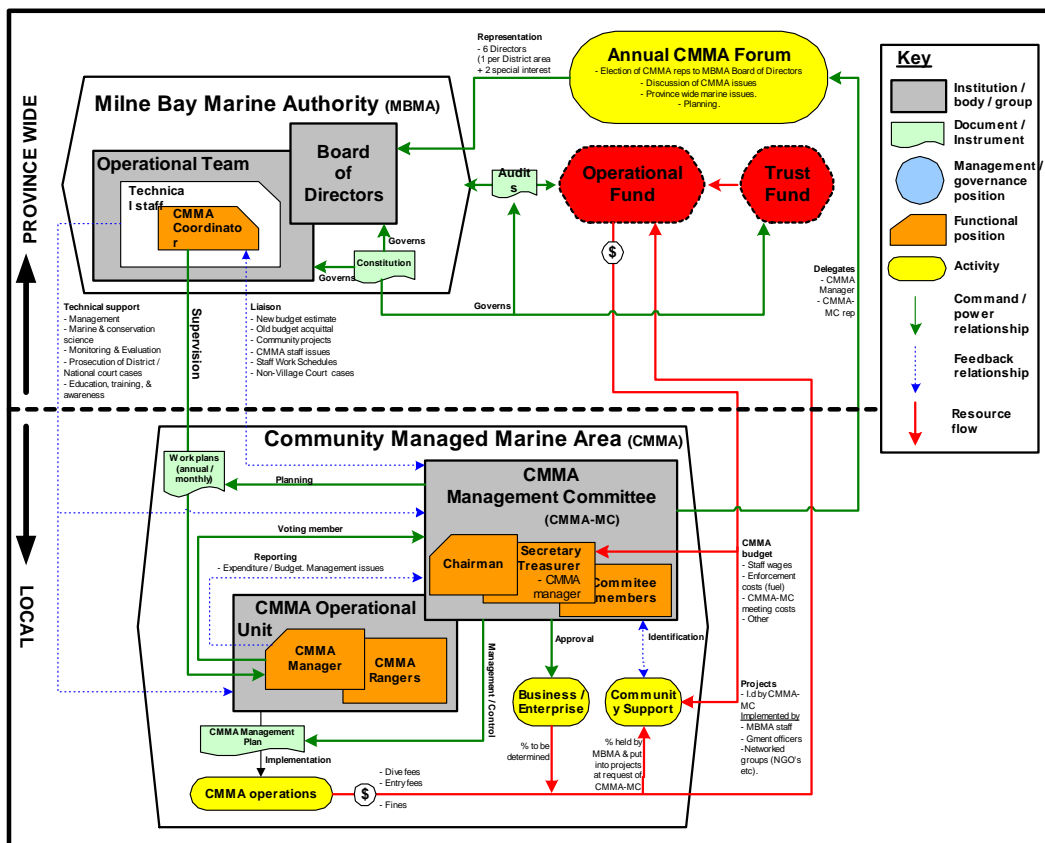 PROVINCE WIDE
LOCAL
Representation
- 6 Directors
(1 per District area
+ 2 special interest
Annual CMMA Forum
- Election of CMMA reps to MBMA Board of Directors
- Discussion of CMMA issues
- Province wide marine issues.
- Planning.
Key
Institution /
body / group
Document /
Instrument
Management /
governance
position
Functional
position
Activity
Command /
power
relationship
Feedback
relationship
Resource
flow
Milne Bay Marine Authority (MBMA)
Operational Team
Technica
l staff
CMMA
Coordinato
r
Board
of
Directors
Audit
s
Operational
Fund
Trust
Fund
$
Governs
Constitution
Governs
Governs
Delegates
- CMMA
Manager
- CMMA-
MC rep
Technical support
- Management
- Marine & conservation
science
- Monitoring & Evaluation
- Prosecution of District /
National court cases
- Education, training, &
awareness
Supervision
Liaison
- New budget estimate
- Old budget acquittal
- Community projects
- CMMA staff issues
- Staff Work Schedules
- Non-Village Court cases
Community Managed Marine Area (CMMA)
Work plans
(annual /
monthly)
Planning
CMMA
Management Committee
(CMMA-MC)
Voting member
Reporting
- Expenditure / Budget. Management issues
Chairman
Secretary
Treasurer
- CMMA
manager
Commitee
members
CMMA Operational
Unit
CMMA
Manager
CMMA
Rangers
CMMA
budget
- Staff wages
- Enforcement
costs (fuel)
- CMMA-MC
meeting costs
- Other
Management / Control
Approval
Identification
Business /
Enterprise
Communit
y Support
Projects
- I.d by CMMA-
MC
Implemented by
- MBMA staff
- Gment officers
-Networked
groups (NGO's
etc).
CMMA Management
Plan
Implementation
% to be
determined
% held by
MBMA & put
into projects
at request of
CMMA-MC
CMMA operations
$
- Dive fees
- Entry fees
- Fines